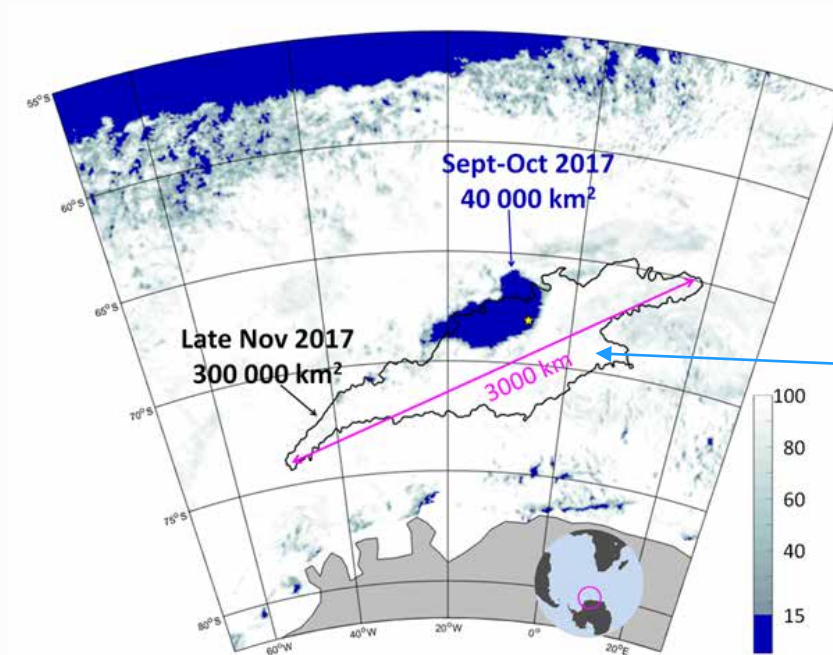 55°S
60°S
65°S
70°S
75°S
80°S
Sept-Oct 2017
40 000 km²
Late Nov 2017
300 000 km²
3000 km
100
80
60
40
15
60°W
40°W
20°W
0°
20°E